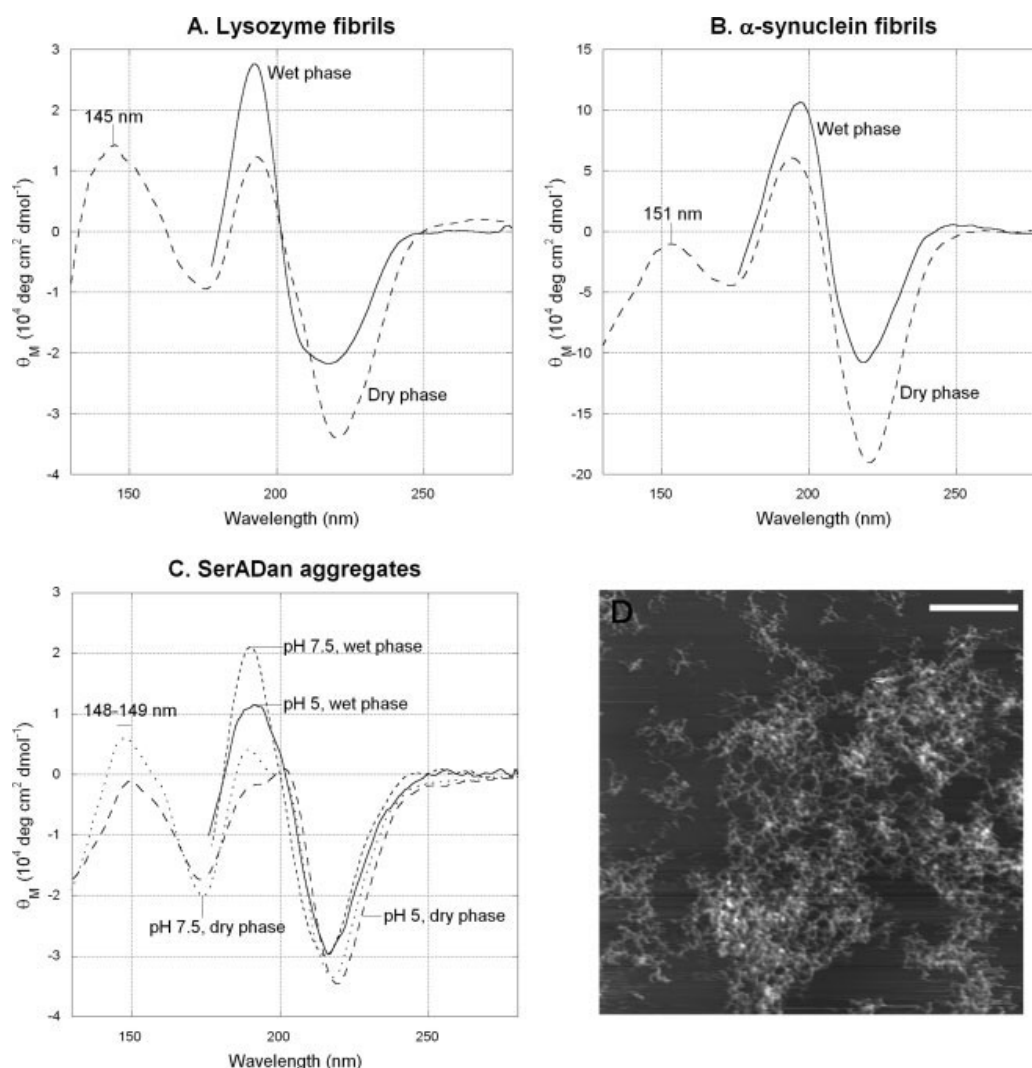 A. Lysozyme fibrils
3
2
1
0
-1
-2
-3
-4
θM (10⁴ deg cm² dmol⁻¹)
145 nm
Wet phase
Dry phase
150
200
250
Wavelength (nm)
B. α-synuclein fibrils
15
10
5
0
-5
-10
-15
-20
θM (10⁴ deg cm² dmol⁻¹)
151 nm
Wet phase
Dry phase
150
200
250
Wavelength (nm)
C. SerADan aggregates
3
2
1
0
-1
-2
-3
-4
θM (10⁴ deg cm² dmol⁻¹)
148-149 nm
pH 7.5, wet phase
pH 5, wet phase
pH 7.5, dry phase
pH 5, dry phase
150
200
250
Wavelength (nm)
D